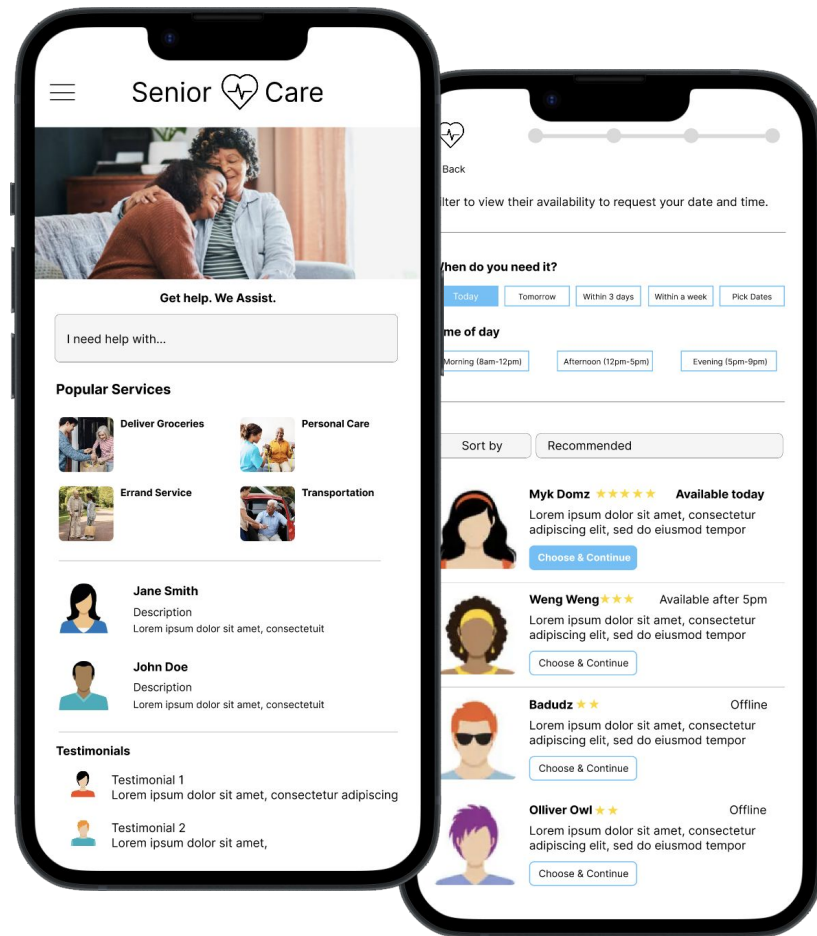 Senior Care
Get help. We Assist.
I need help with...
Popular Services
Deliver Groceries
Personal Care
Errand Service
Transportation
Jane Smith
Description
Lorem ipsum dolor sit amet, consectetuit
John Doe
Description
Lorem ipsum dolor sit amet, consectetuit
Testimonials
Testimonial 1
Lorem ipsum dolor sit amet, consectetur adipiscing
Testimonial 2
Lorem ipsum dolor sit amet,
Back
ilter to view their availability to request your date and time.
hen do you need it?
Today
Tomorrow
Within 3 days
Within a week
Pick Dates
me of day
Morning (8am-12pm)
Afternoon (12pm-5pm)
Evening (5pm-9pm)
Sort by
Recommended
Myk Domz
Available today
Lorem ipsum dolor sit amet, consectetur
adipiscing elit, sed do eiusmod tempor
Choose & Continue
Weng Weng
Available after 5pm
Lorem ipsum dolor sit amet, consectetur
adipiscing elit, sed do eiusmod tempor
Choose & Continue
Badudz
Offline
Lorem ipsum dolor sit amet, consectetur
adipiscing elit, sed do eiusmod tempor
Choose & Continue
Olliver Owl
Offline
Lorem ipsum dolor sit amet, consectetur
adipiscing elit, sed do eiusmod tempor
Choose & Continue